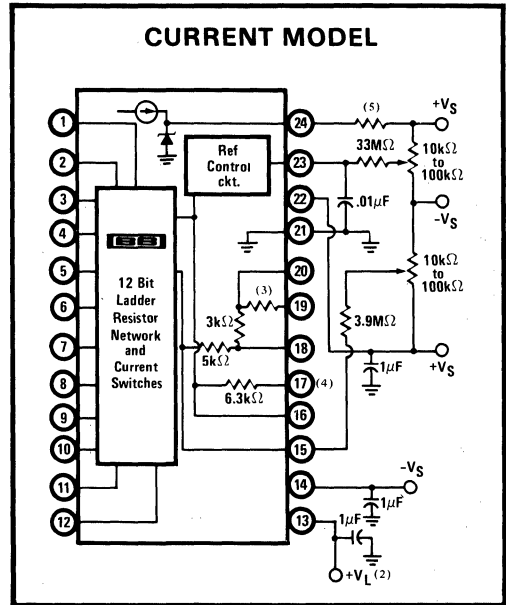 CURRENT MODEL
1
2
3
4
5
6
7
8
9
10
11
12
24
23
22
21
20
19
18
17 (4)
16
15
14
13
Ref
Control
ckt.
12 Bit
Ladder
Resistor
Network
and
Current
Switches
(3)
3kΩ
5kΩ
6.3kΩ
(5)
33MΩ
.01μF
+VS
10kΩ
to
100kΩ
-VS
10kΩ
to
100kΩ
3.9MΩ
1μF
+VS
-VS
1μF
1μF
+VL (2)